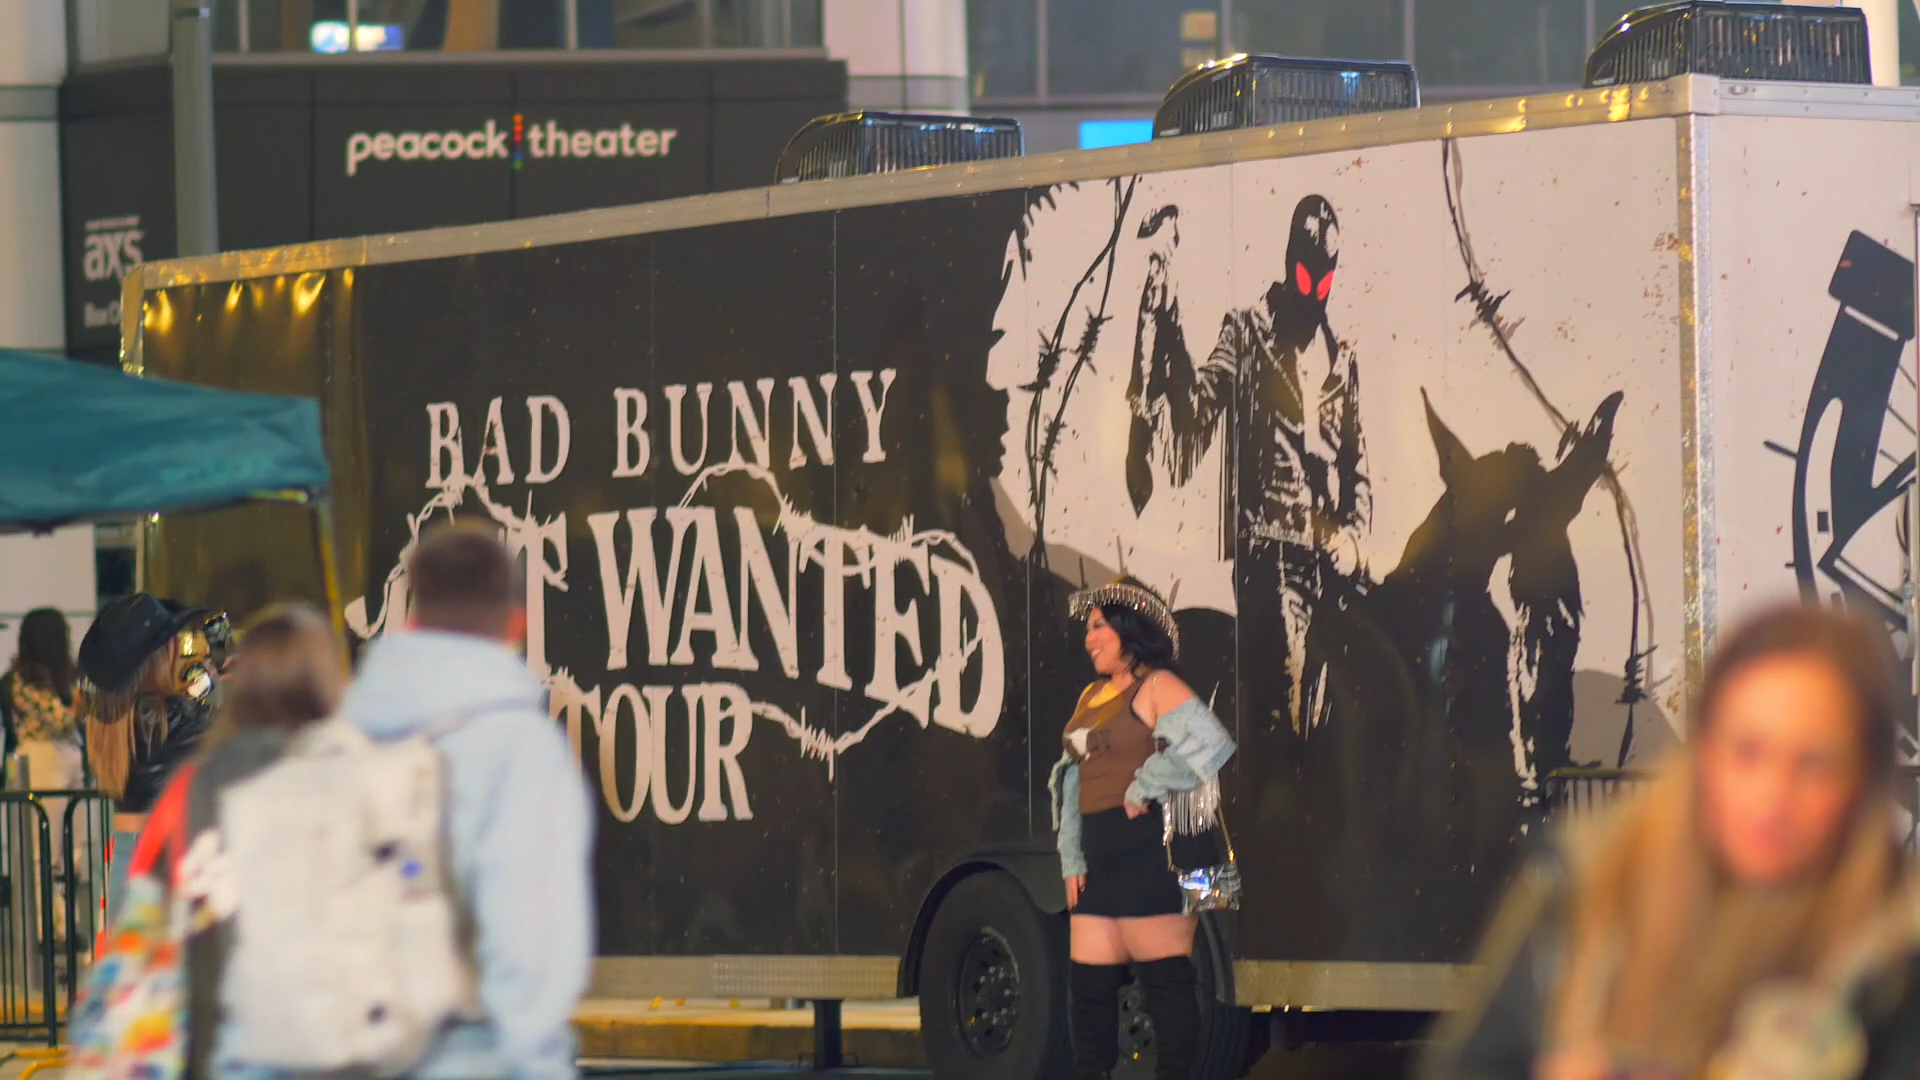 peacock theater
axs
BAD BUNNY
WANTED
TOUR